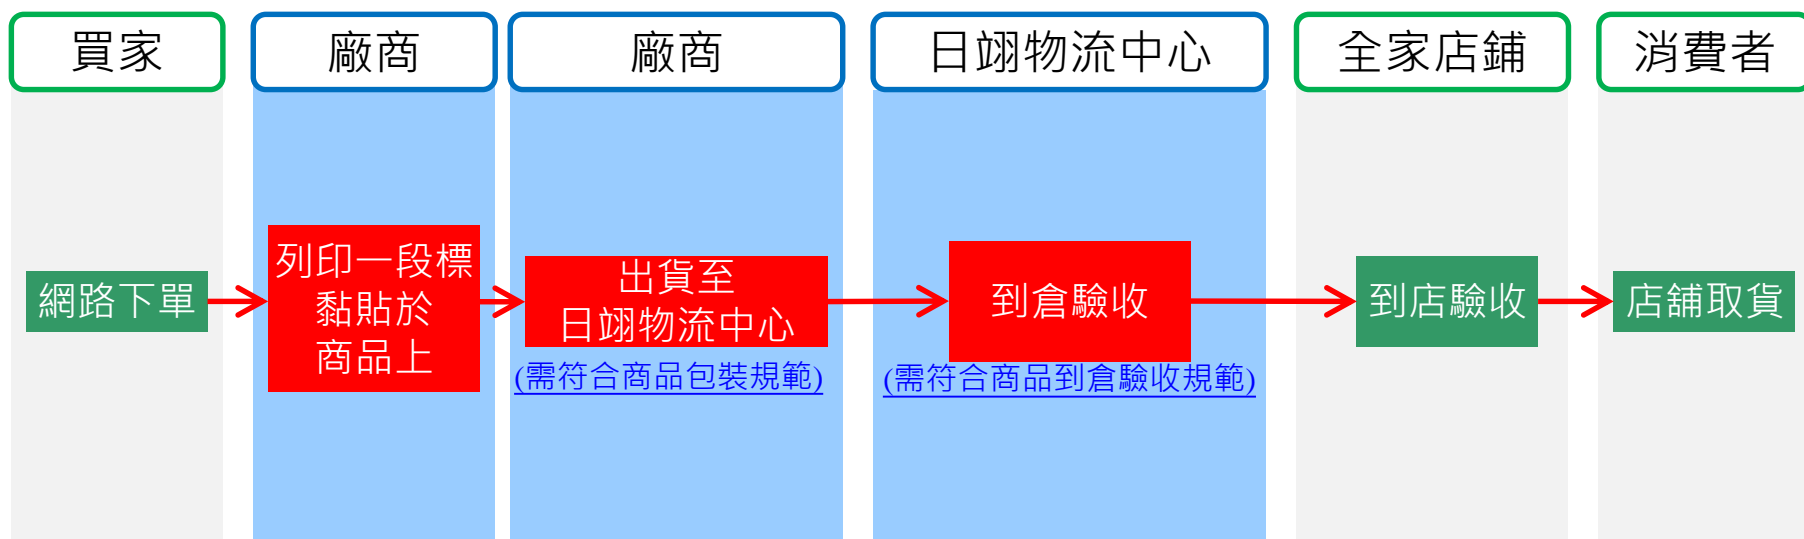 買家
廠商
廠商
日翊物流中心
全家店鋪
消費者
網路下單
列印一段標
黏貼於
商品上
出貨至
日翊物流中心
(需符合商品包裝規範)
到倉驗收
(需符合商品到倉驗收規範)
到店驗收
店舖取貨